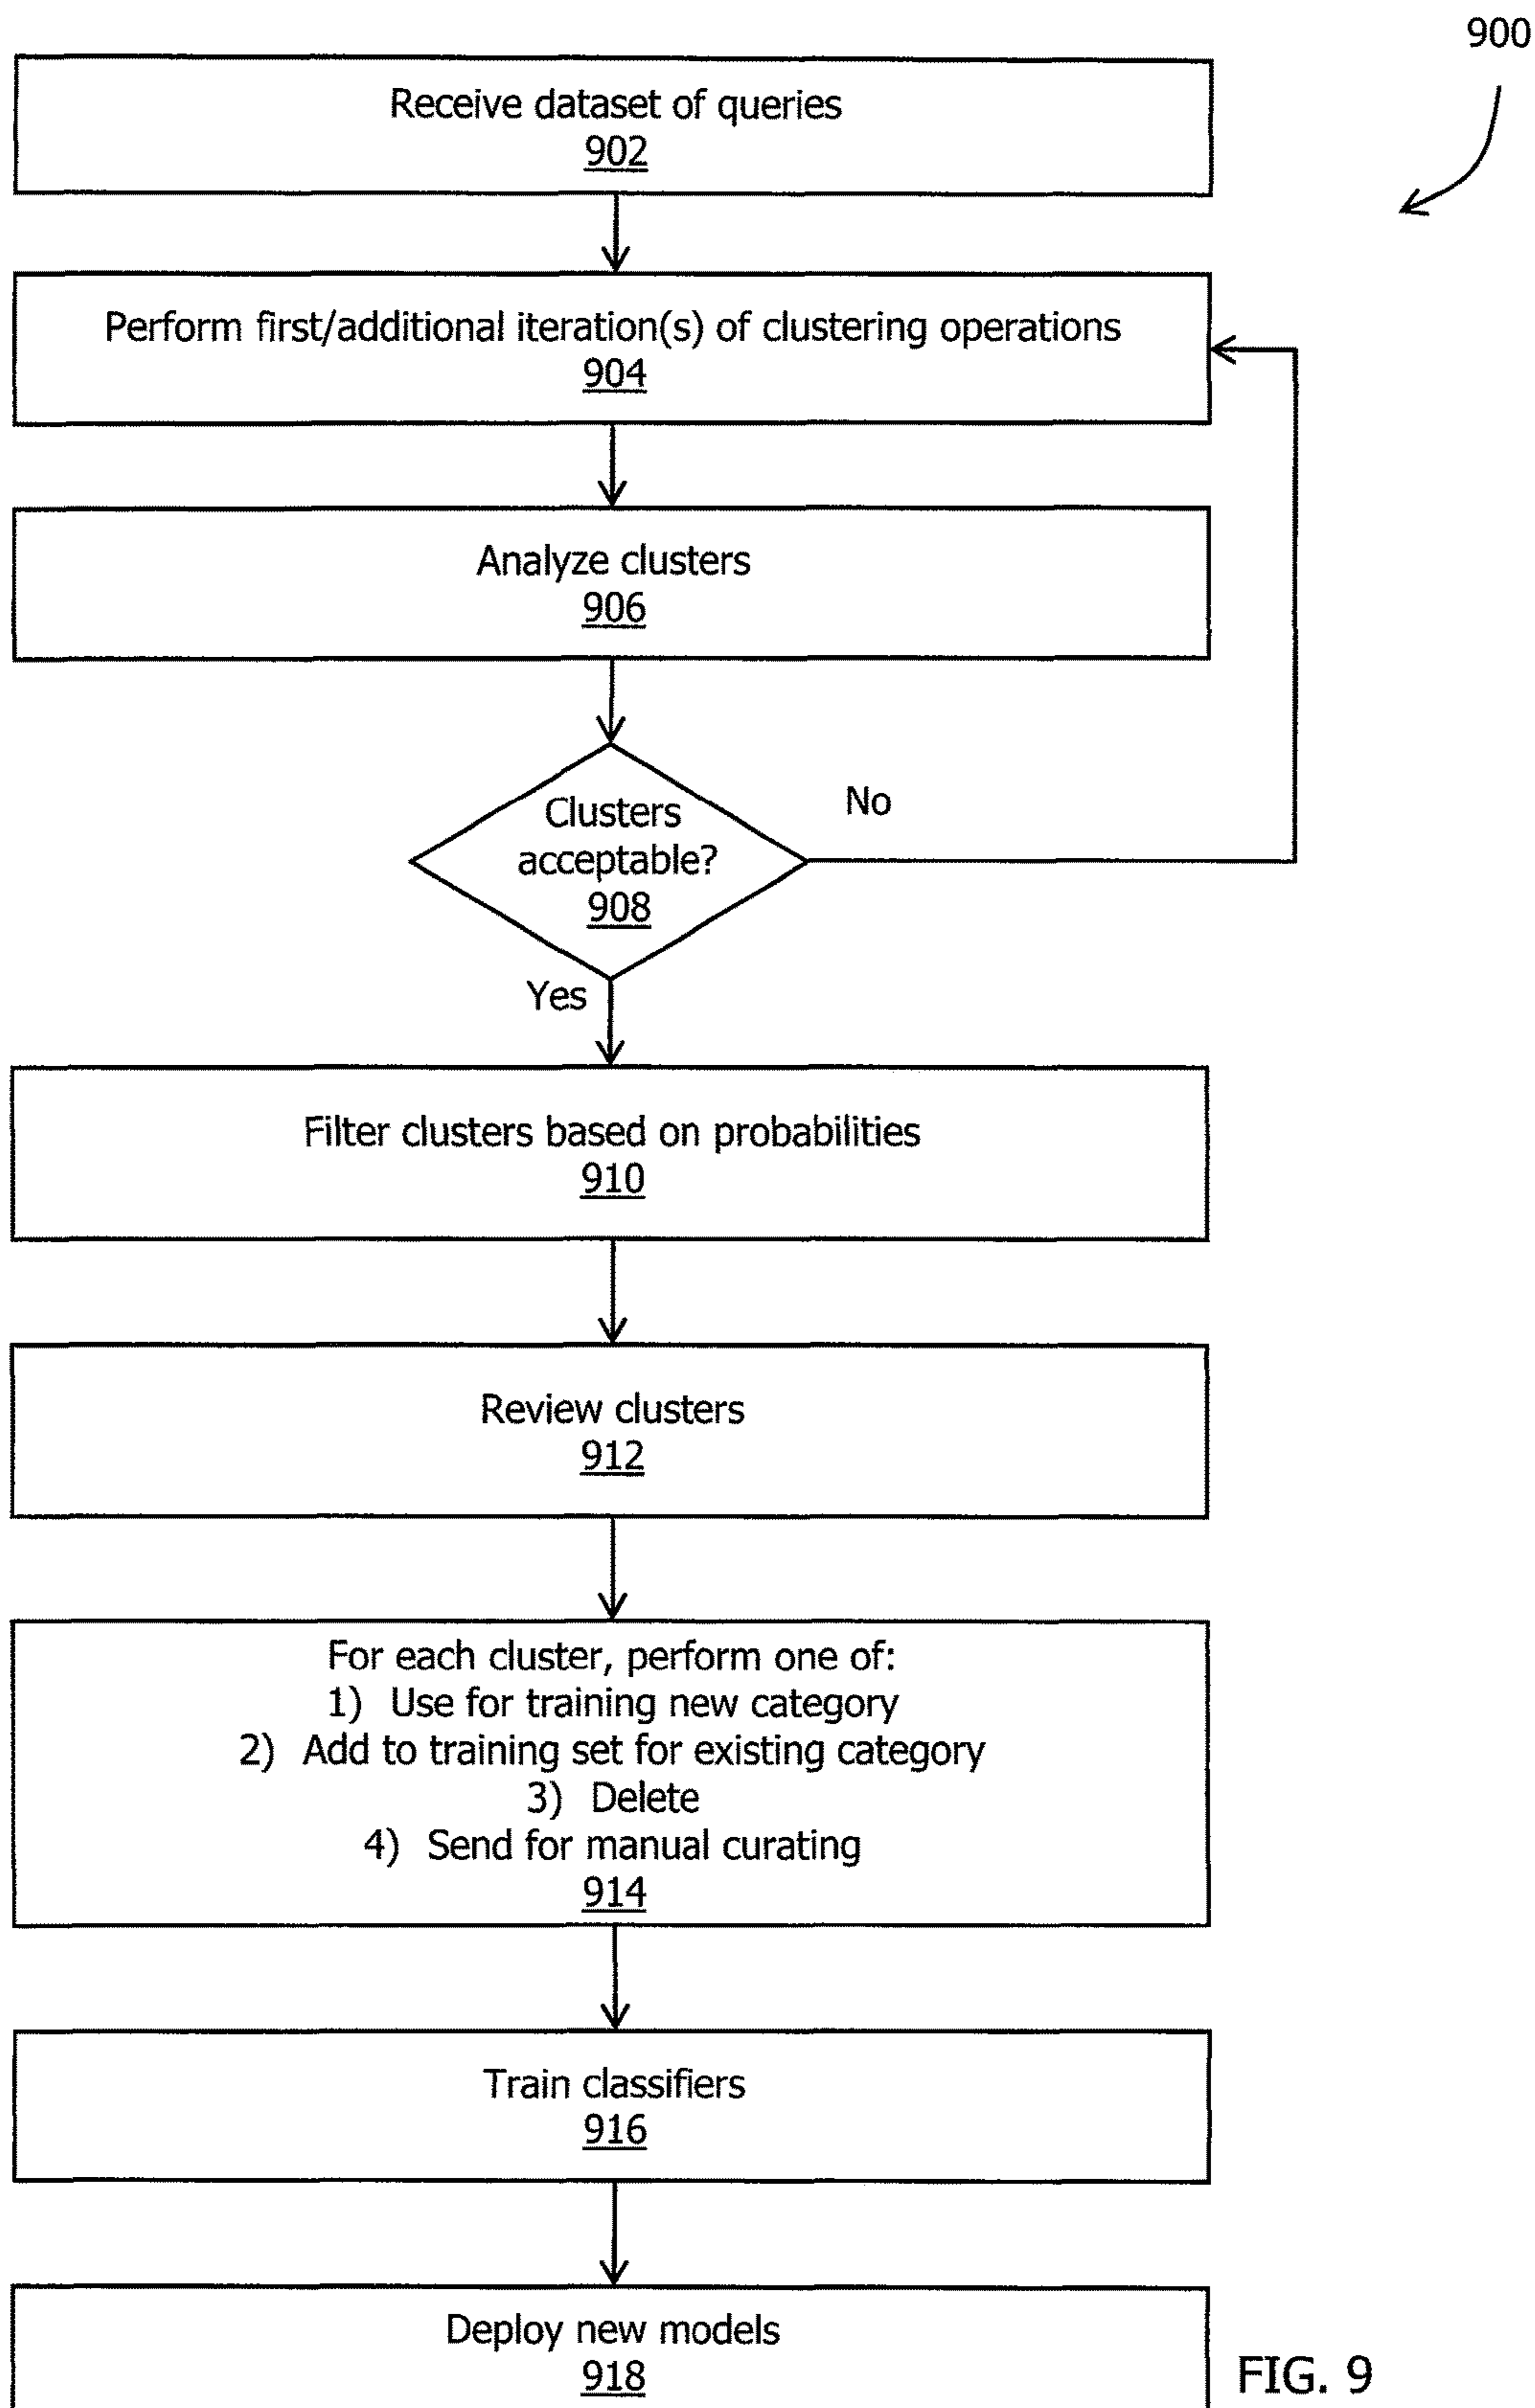 900
Receive dataset of queries
902
Perform first/additional iteration(s) of clustering operations
904
Analyze clusters
906
Clusters
acceptable?
908
No
Yes
Filter clusters based on probabilities
910
Review clusters
912
For each cluster, perform one of:
1) Use for training new category
2) Add to training set for existing category
3) Delete
4) Send for manual curating
914
Train classifiers
916
Deploy new models
918
FIG. 9